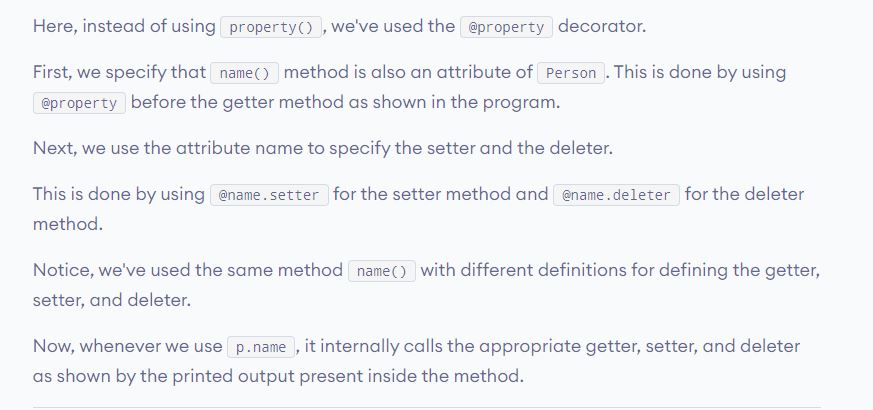 Here, instead of using property(), we've used the @property decorator.
First, we specify that name() method is also an attribute of Person. This is done by using
@property before the getter method as shown in the program.
Next, we use the attribute name to specify the setter and the deleter.
This is done by using @name.setter for the setter method and @name.deleter for the deleter
method.
Notice, we've used the same method name() with different definitions for defining the getter,
setter, and deleter.
Now, whenever we use p.name, it internally calls the appropriate getter, setter, and deleter
as shown by the printed output present inside the method.